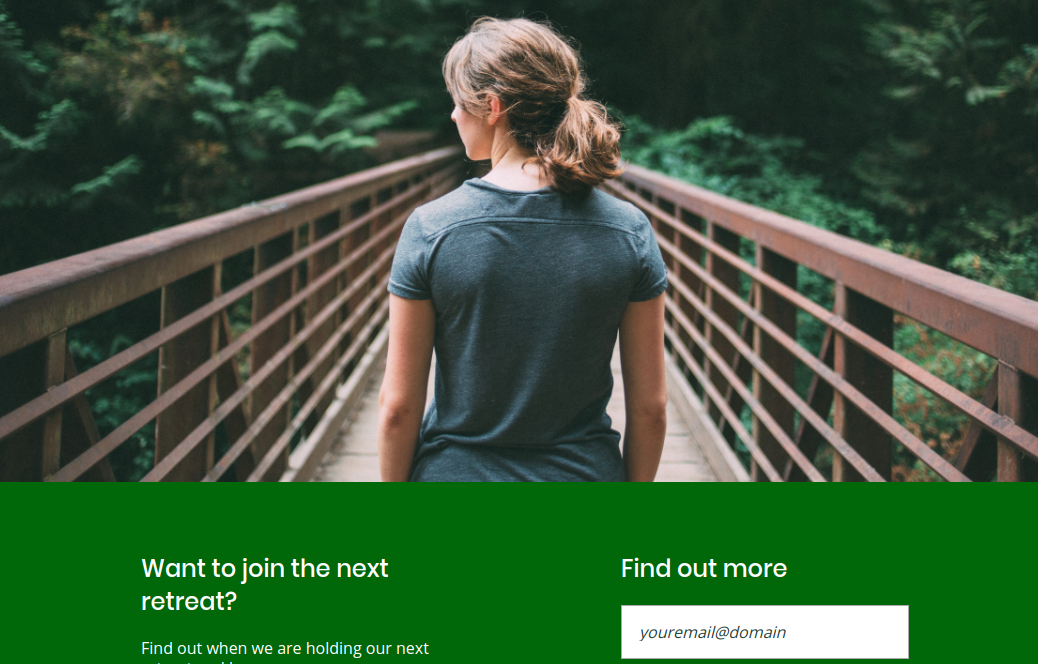 Want to join the next
retreat?
Find out when we are holding our next
Find out more
youremail@domain